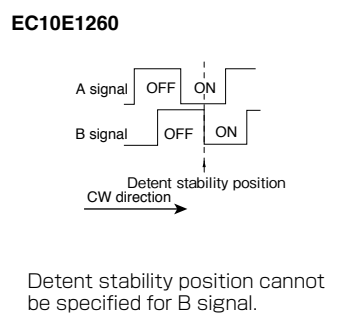 EC10E1260
A signal OFF ON
B signal OFF ON
Detent stability position
CW direction
Detent stability position cannot
be specified for B signal.